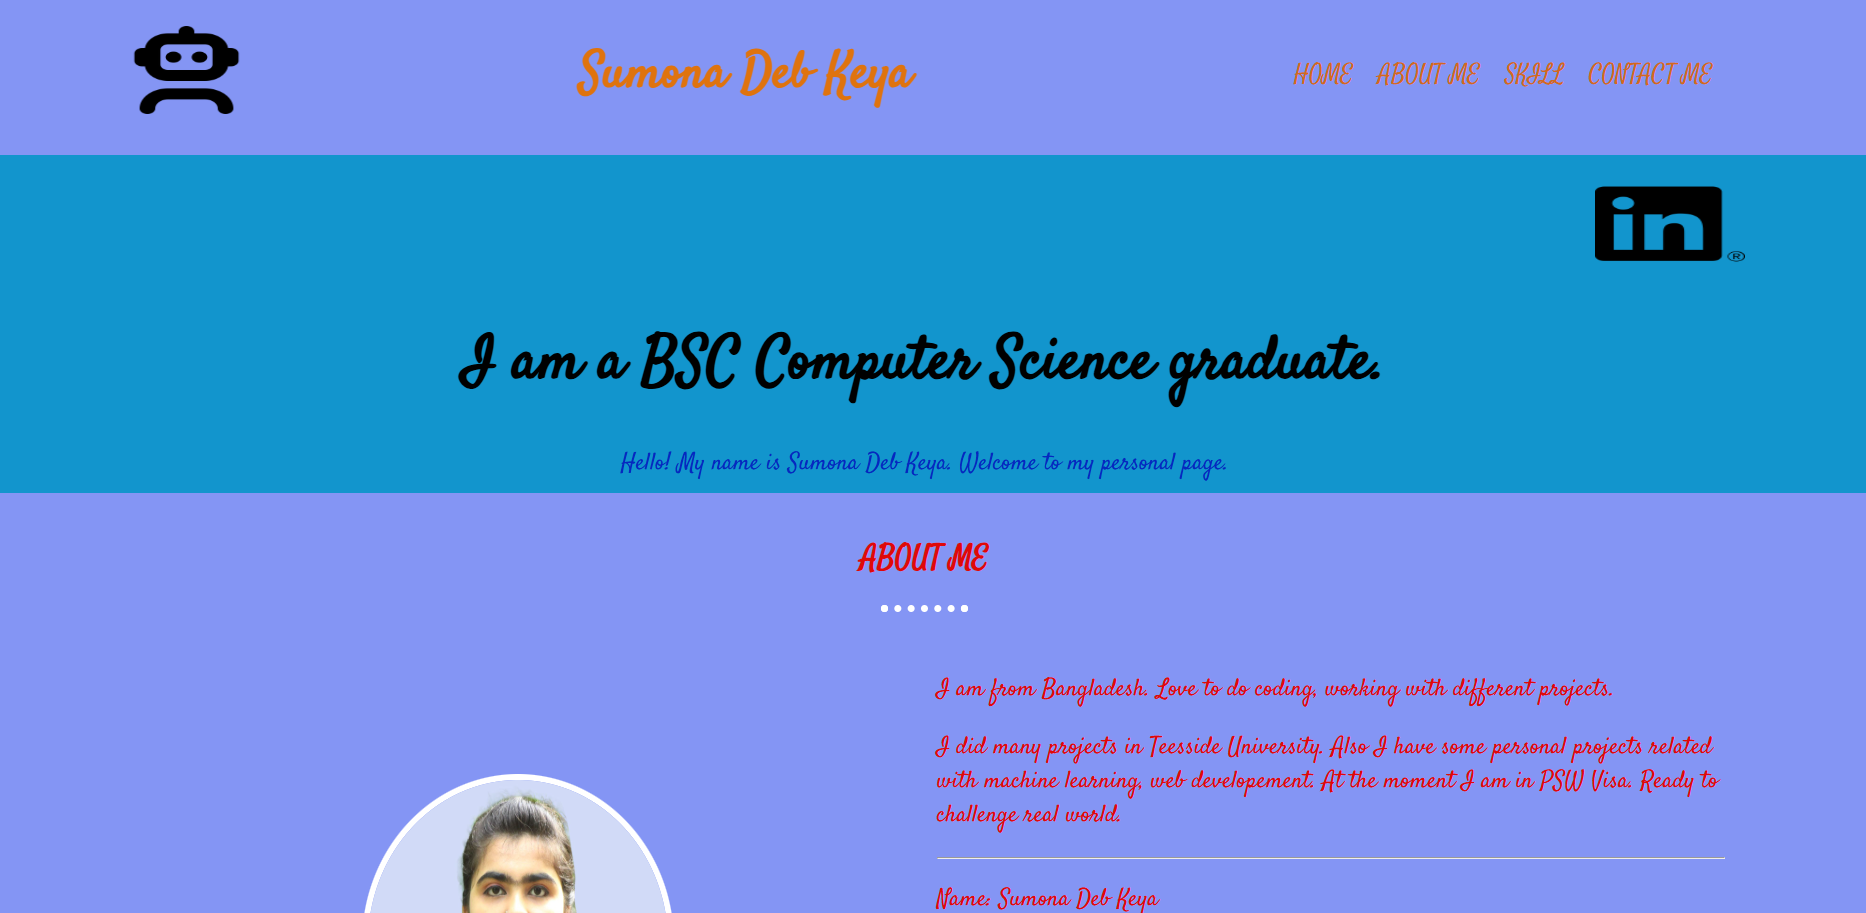 Sumona Deb Keya
HOME ABOUT ME SKILL CONTACT ME
in ®
I am a BSC Computer Science graduate.
Hello! My name is Sumona Deb Keya. Welcome to my personal page.
ABOUT ME
I am from Bangladesh. Love to do coding, working with different projects.
I did many projects in Teesside University. Also I have some personal projects related
with machine learning, web developement. At the moment I am in PSW Visa. Ready to
challenge real world.
Name: Sumona Deb Keya